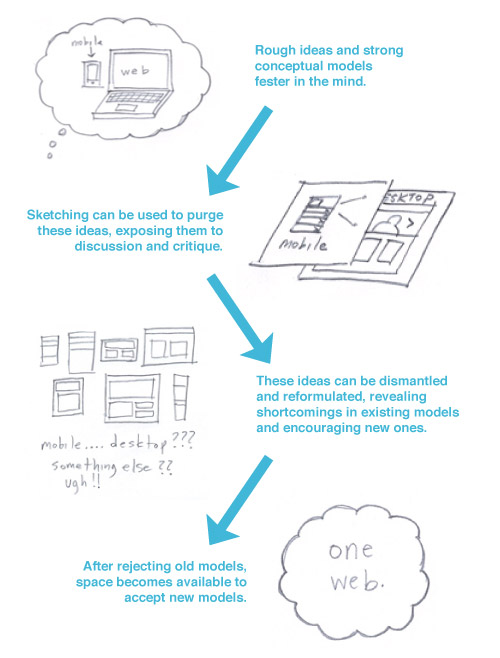 mobile
web
Rough ideas and strong
conceptual models
fester in the mind.
Sketching can be used to purge
these ideas, exposing them to
discussion and critique.
DESKTOP
mobile
These ideas can be dismantled
and reformulated, revealing
shortcomings in existing models
and encouraging new ones.
mobile.... desktop???
something else??
ugh!!
After rejecting old models,
space becomes available to
accept new models.
one
web.